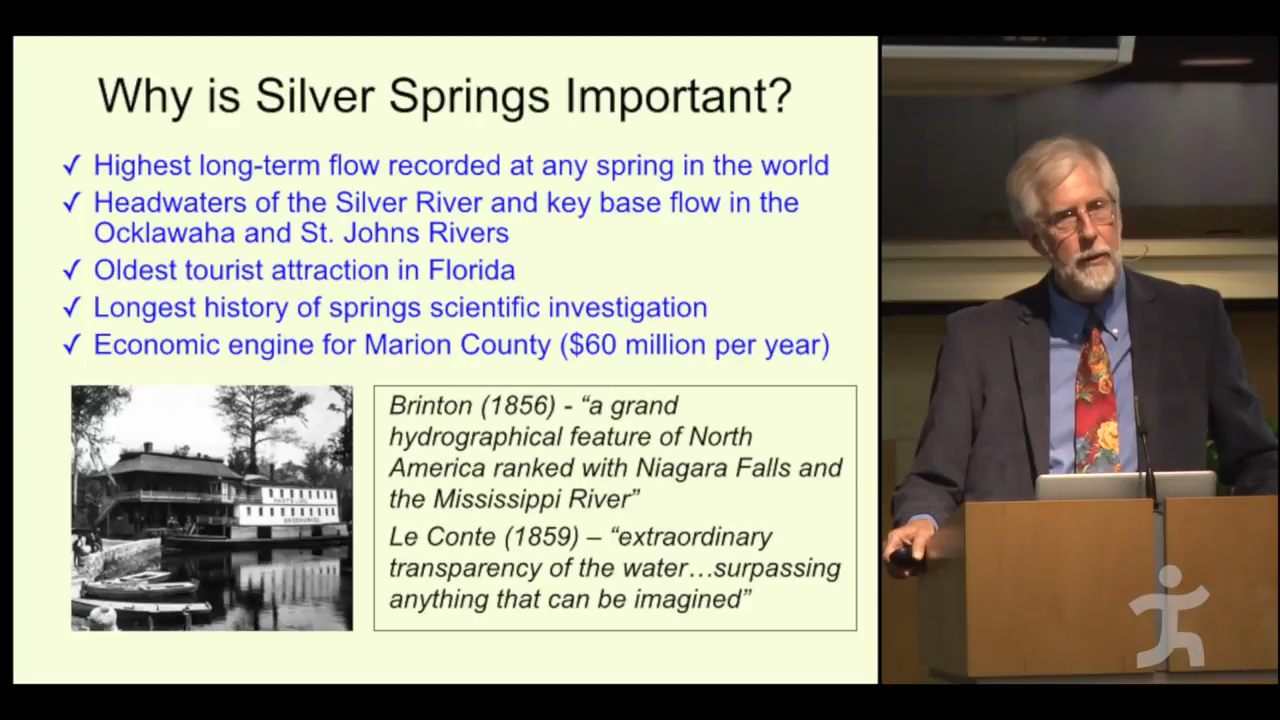 Why is Silver Springs Important?
✓ Highest long-term flow recorded at any spring in the world
✓ Headwaters of the Silver River and key base flow in the
Ocklawaha and St. Johns Rivers
✓ Oldest tourist attraction in Florida
✓ Longest history of springs scientific investigation
✓ Economic engine for Marion County ($60 million per year)
Brinton (1856) - “a grand
hydrographical feature of North
America ranked with Niagara Falls and
the Mississippi River”
Le Conte (1859) – “extraordinary
transparency of the water…surpassing
anything that can be imagined”